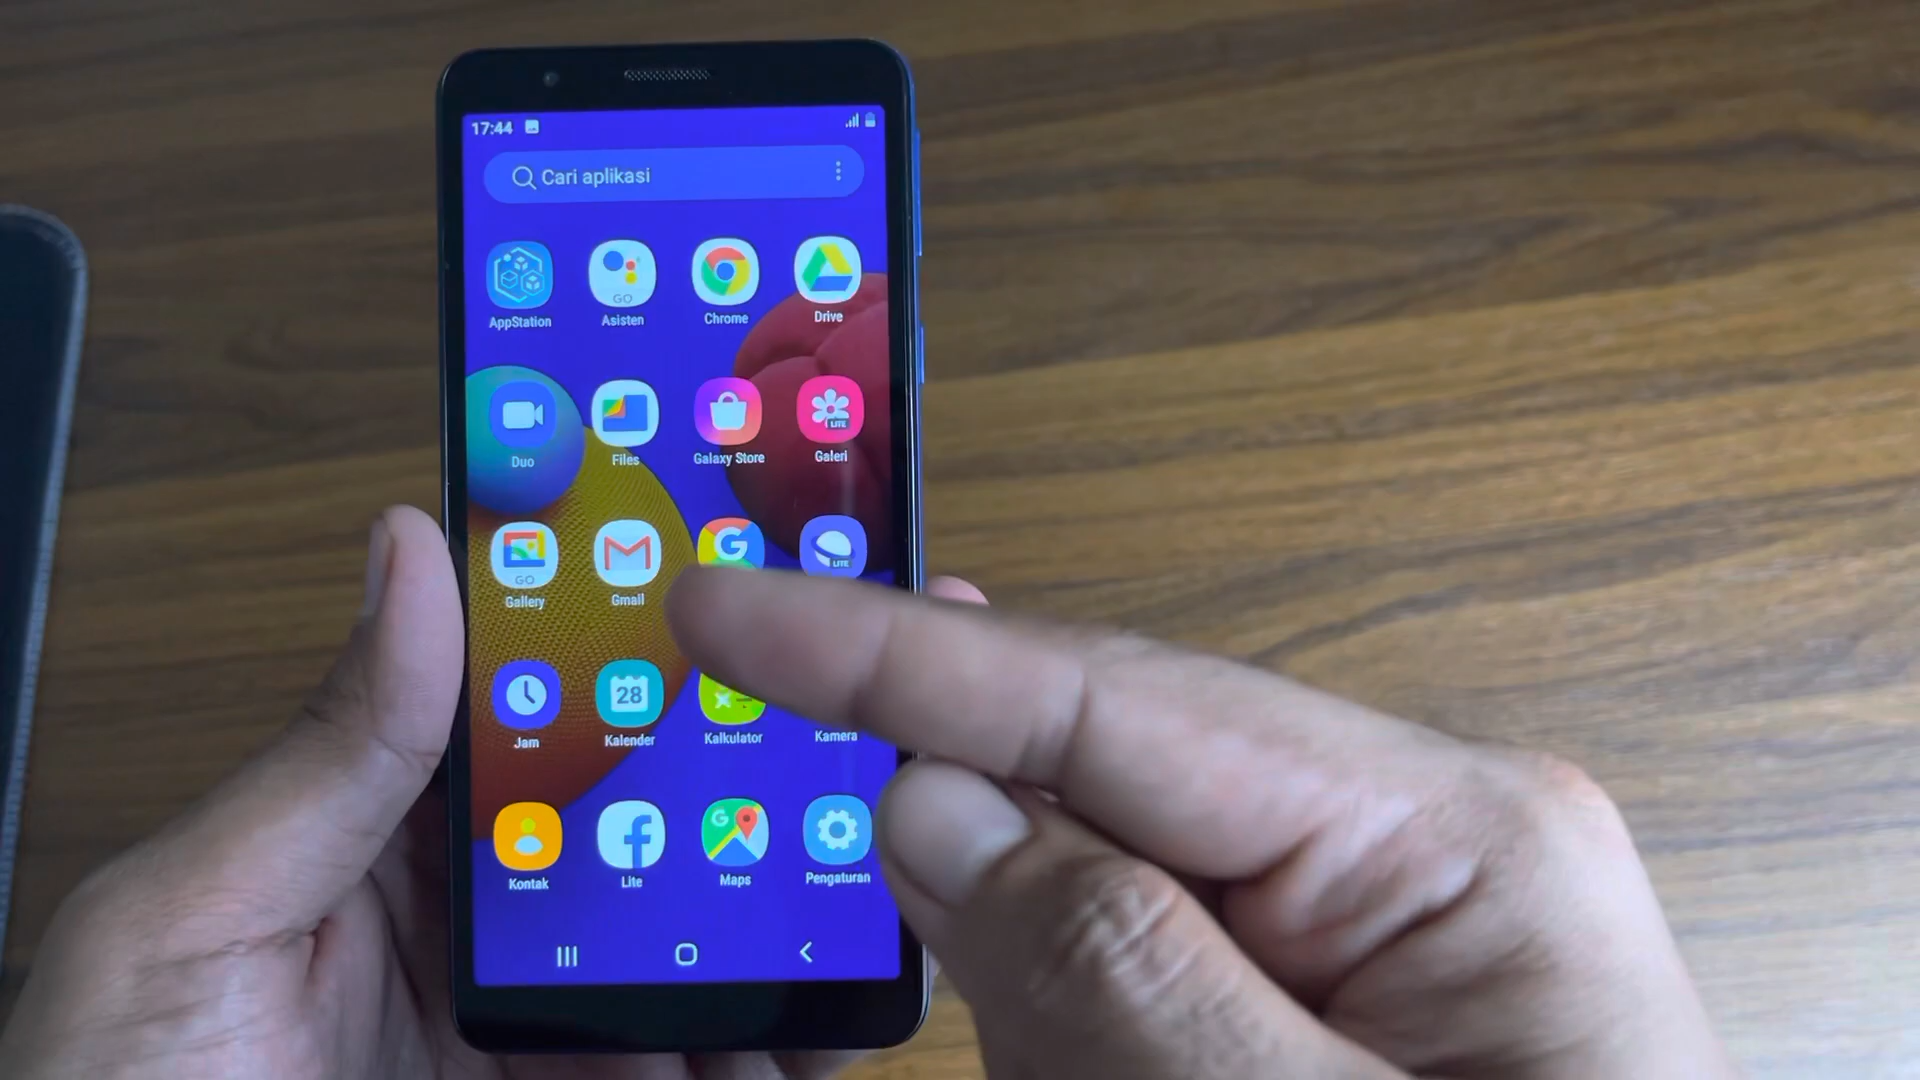 17:44
Cari aplikasi
AppStation
GO
Asisten
Chrome
Drive
Duo
Files
Galaxy Store
LITE
Galeri
GO
Gallery
Gmail
G
LITE
Jam
28
Kalender
Kalkulator
Kamera
Kontak
Lite
G
Maps
Pengaturan